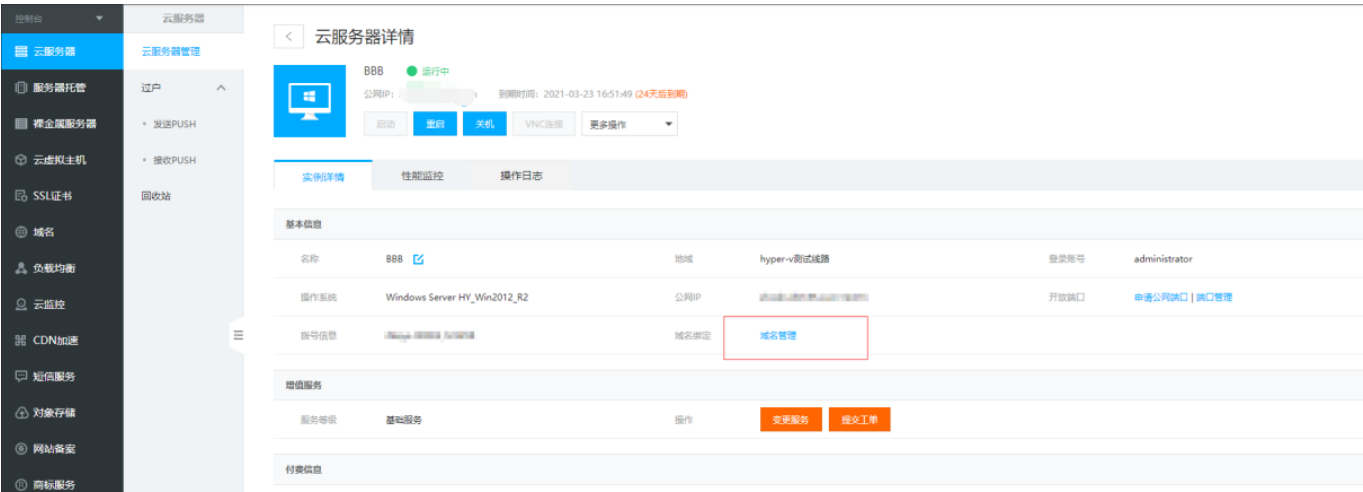 控制台
云服务器
服务器托管
裸金属服务器
云虚拟主机
SSL证书
域名
负载均衡
云监控
CDN加速
短信服务
对象存储
网站备案
商标服务
云服务器
云服务器管理
过户
发送PUSH
接收PUSH
回收站
云服务器详情
BBB 运行中
公网IP: 到期时间: 2021-03-23 16:51:49 (24天后到期)
启动 重启 关机 VNC连接 更多操作
实例详情 性能监控 操作日志
基本信息
名称 BBB 地域 hyper-v测试线路 登录账号 administrator
操作系统 Windows Server HY_Win2012_R2 公网IP 开放端口 申请公网端口 | 端口管理
拨号信息 域名绑定 域名管理
增值服务
服务等级 基础服务 操作 变更服务 提交工单
付费信息